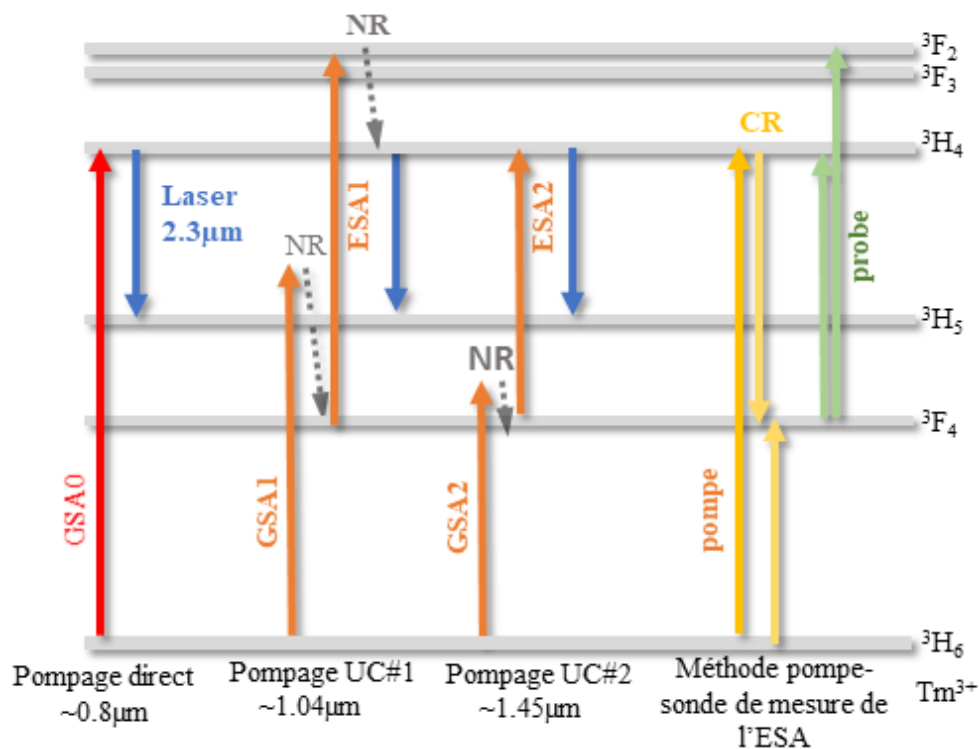 NR
³F₂
³F₃
CR
³H₄
Laser
2.3µm
ESA1
ESA2
probe
NR
³H₅
NR
³F₄
GSA0
GSA1
GSA2
pompe
³H₆
Pompage direct
~0.8µm
Pompage UC#1
~1.04µm
Pompage UC#2
~1.45µm
Méthode pompe-
sonde de mesure de
l’ESA
Tm³⁺